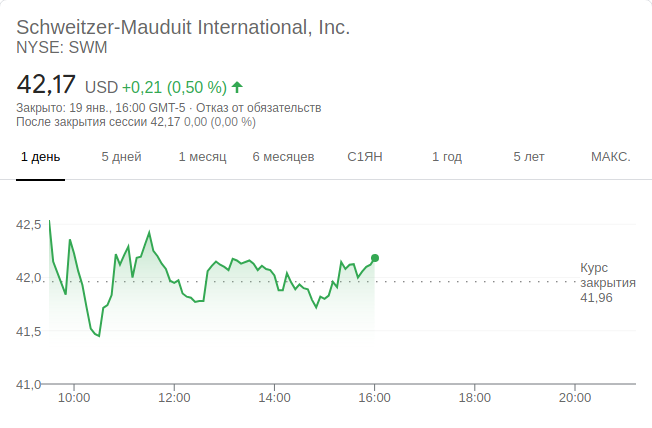 Schweitzer-Mauduit International, Inc.
NYSE: SWM
42,17 USD +0,21 (0,50 %)
Закрыто: 19 янв., 16:00 GMT-5 · Отказ от обязательств
После закрытия сессии 42,17 0,00 (0,00 %)
1 день 5 дней 1 месяц 6 месяцев С1ЯН 1 год 5 лет МАКС.
42,5
42,0
41,5
41,0
Курс
закрытия
41,96
10:00 12:00 14:00 16:00 18:00 20:00